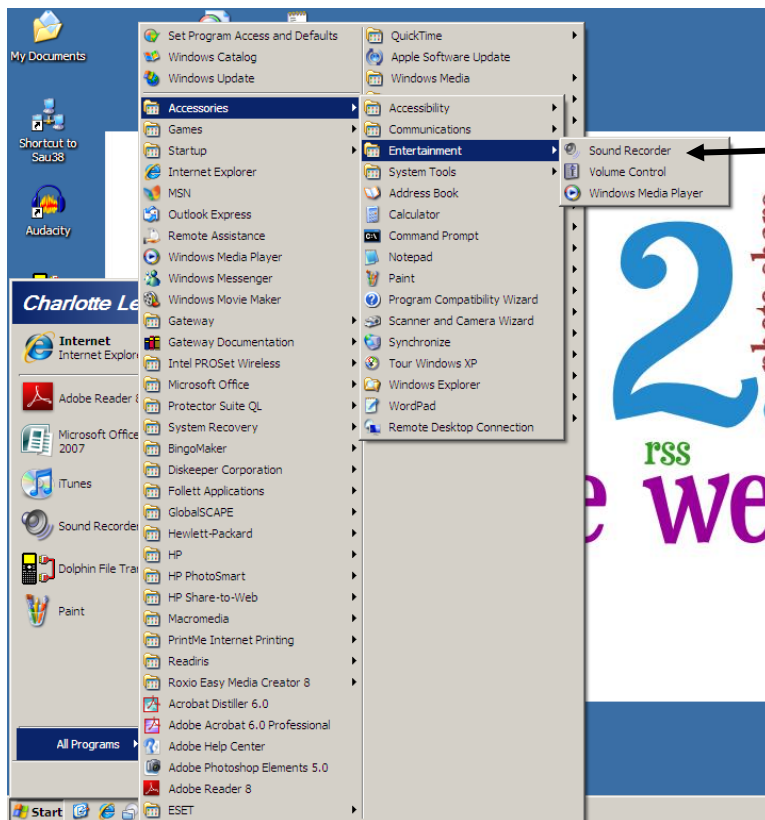 My Documents
Shortcut to
Sau38
Audacity
Set Program Access and Defaults
Windows Catalog
Windows Update
Accessories
Games
Startup
Internet Explorer
MSN
Outlook Express
Remote Assistance
Windows Media Player
Windows Messenger
Windows Movie Maker
Gateway
Gateway Documentation
Intel PROSet Wireless
Microsoft Office
Protector Suite QL
System Recovery
BingoMaker
Diskeeper Corporation
Follett Applications
GlobalSCAPE
Hewlett-Packard
HP
HP PhotoSmart
HP Share-to-Web
Macromedia
PrintMe Internet Printing
Readiris
Roxio Easy Media Creator 8
Acrobat Distiller 6.0
Adobe Acrobat 6.0 Professional
Adobe Help Center
Adobe Photoshop Elements 5.0
Adobe Reader 8
ESET
QuickTime
Apple Software Update
Windows Media
Accessibility
Communications
Entertainment
System Tools
Address Book
Calculator
Command Prompt
Notepad
Paint
Program Compatibility Wizard
Scanner and Camera Wizard
Synchronize
Tour Windows XP
Windows Explorer
WordPad
Remote Desktop Connection
Sound Recorder
Volume Control
Windows Media Player
Charlotte Le
Internet
Internet Explore
Adobe Reader 8
Microsoft Office
2007
iTunes
Sound Recorder
Dolphin File Tra
Paint
All Programs
Start
2
rss
e we